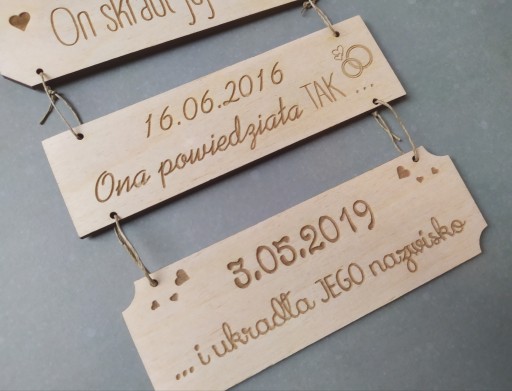 On skradł jej
16.06.2016
Ona powiedziała TAK ...
3.05.2019
...i ukradła JEGO nazwisko